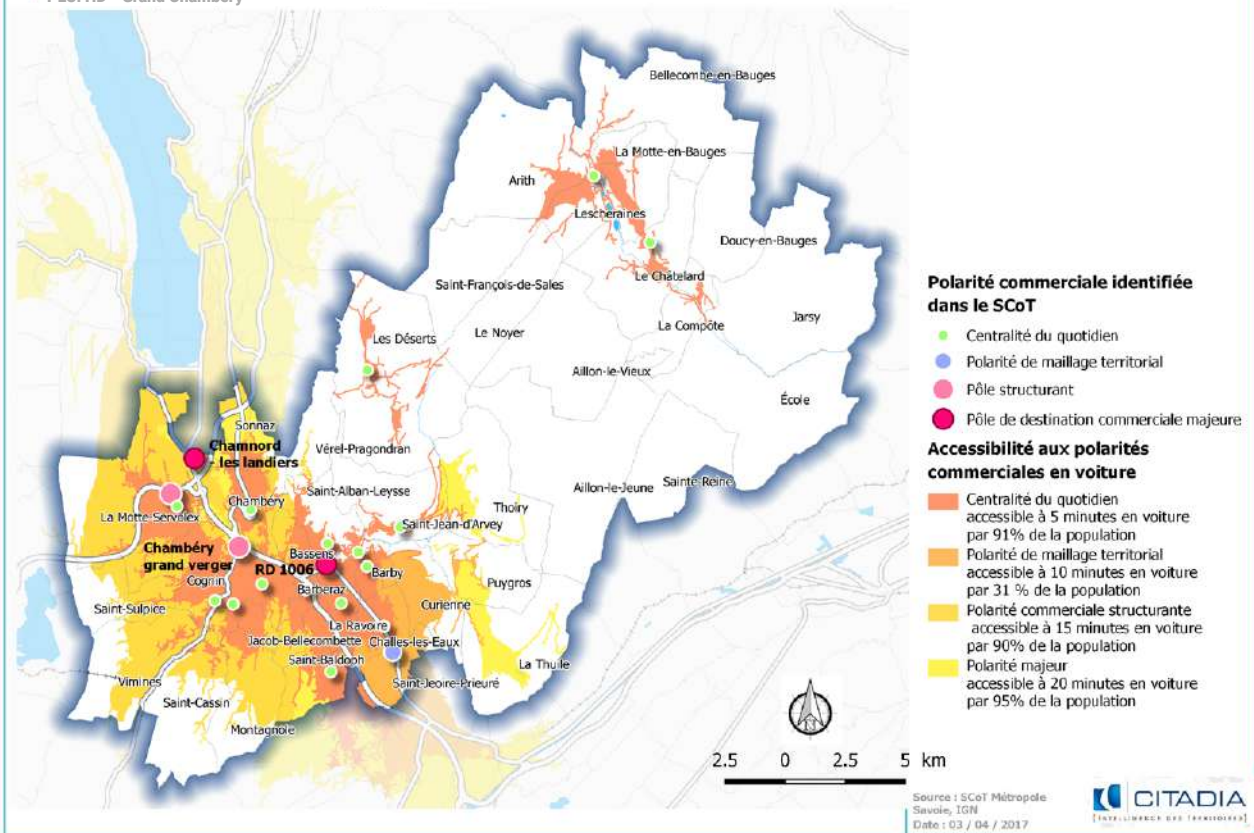 Grand Chambéry
Bellecombe-en-Bauges
La Motte-en-Bauges
Arith
Lescheraines
Doucy-en-Bauges
Le Châtelard
Saint-François-de-Sales
La Compôte
Jarsy
Les Déserts
Le Noyer
Aillon-le-Vieux
École
Sonnaz
Chamnord
- les landiers
Vérel-Pragondran
Saint-Alban-Leysse
Aillon-le-Jeune
Sainte-Reine
Thoiry
La Motte-Servolex
Chambéry
Saint-Jean-d'Arvey
Chambéry
grand verger
Bassens
RD 1006
Barby
Puygros
Cognin
Barberaz
Curienne
Saint-Sulpice
La Ravoire
Jacob-Bellecombette
Challes-les-Eaux
Saint-Baldoph
La Thuile
Vimines
Saint-Jeoire-Prieuré
Saint-Cassin
Montagnole
Polarité commerciale identifiée
dans le SCoT
Centralité du quotidien
Polarité de maillage territorial
Pôle structurant
Pôle de destination commerciale majeure
Accessibilité aux polarités
commerciales en voiture
Centralité du quotidien
accessible à 5 minutes en voiture
par 91% de la population
Polarité de maillage territorial
accessible à 10 minutes en voiture
par 31 % de la population
Polarité commerciale structurante
accessible à 15 minutes en voiture
par 90% de la population
Polarité majeur
accessible à 20 minutes en voiture
par 95% de la population
N
2.5 0 5 km
Source : SCoT Métropole
Savoie, IGN
Date : 03 / 04 / 2017
CITADIA
[INTELLIGENCE DES TERRITOIRES]